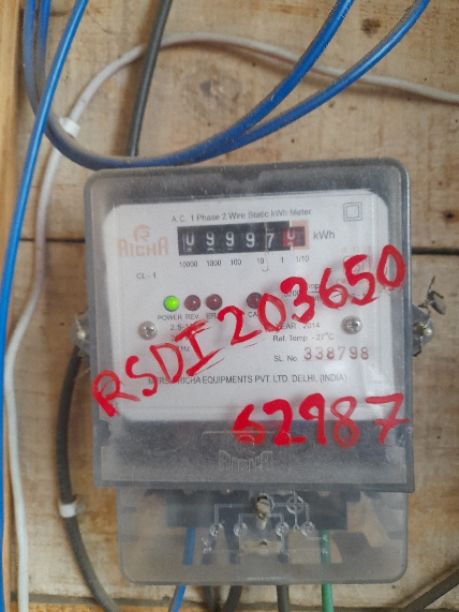 A.C. 1 Phase 2 Wire Static kWh Meter
RICHA
kWh
CL-1
10000 1000 100 10 1 1/10
POWER REV.
YEAR : 2014
Ref. Temp. - 27°C
SL. No. 338798
RSDI 203650
RICHA EQUIPMENTS PVT LTD. DELHI, (INDIA)
62987
RICHA